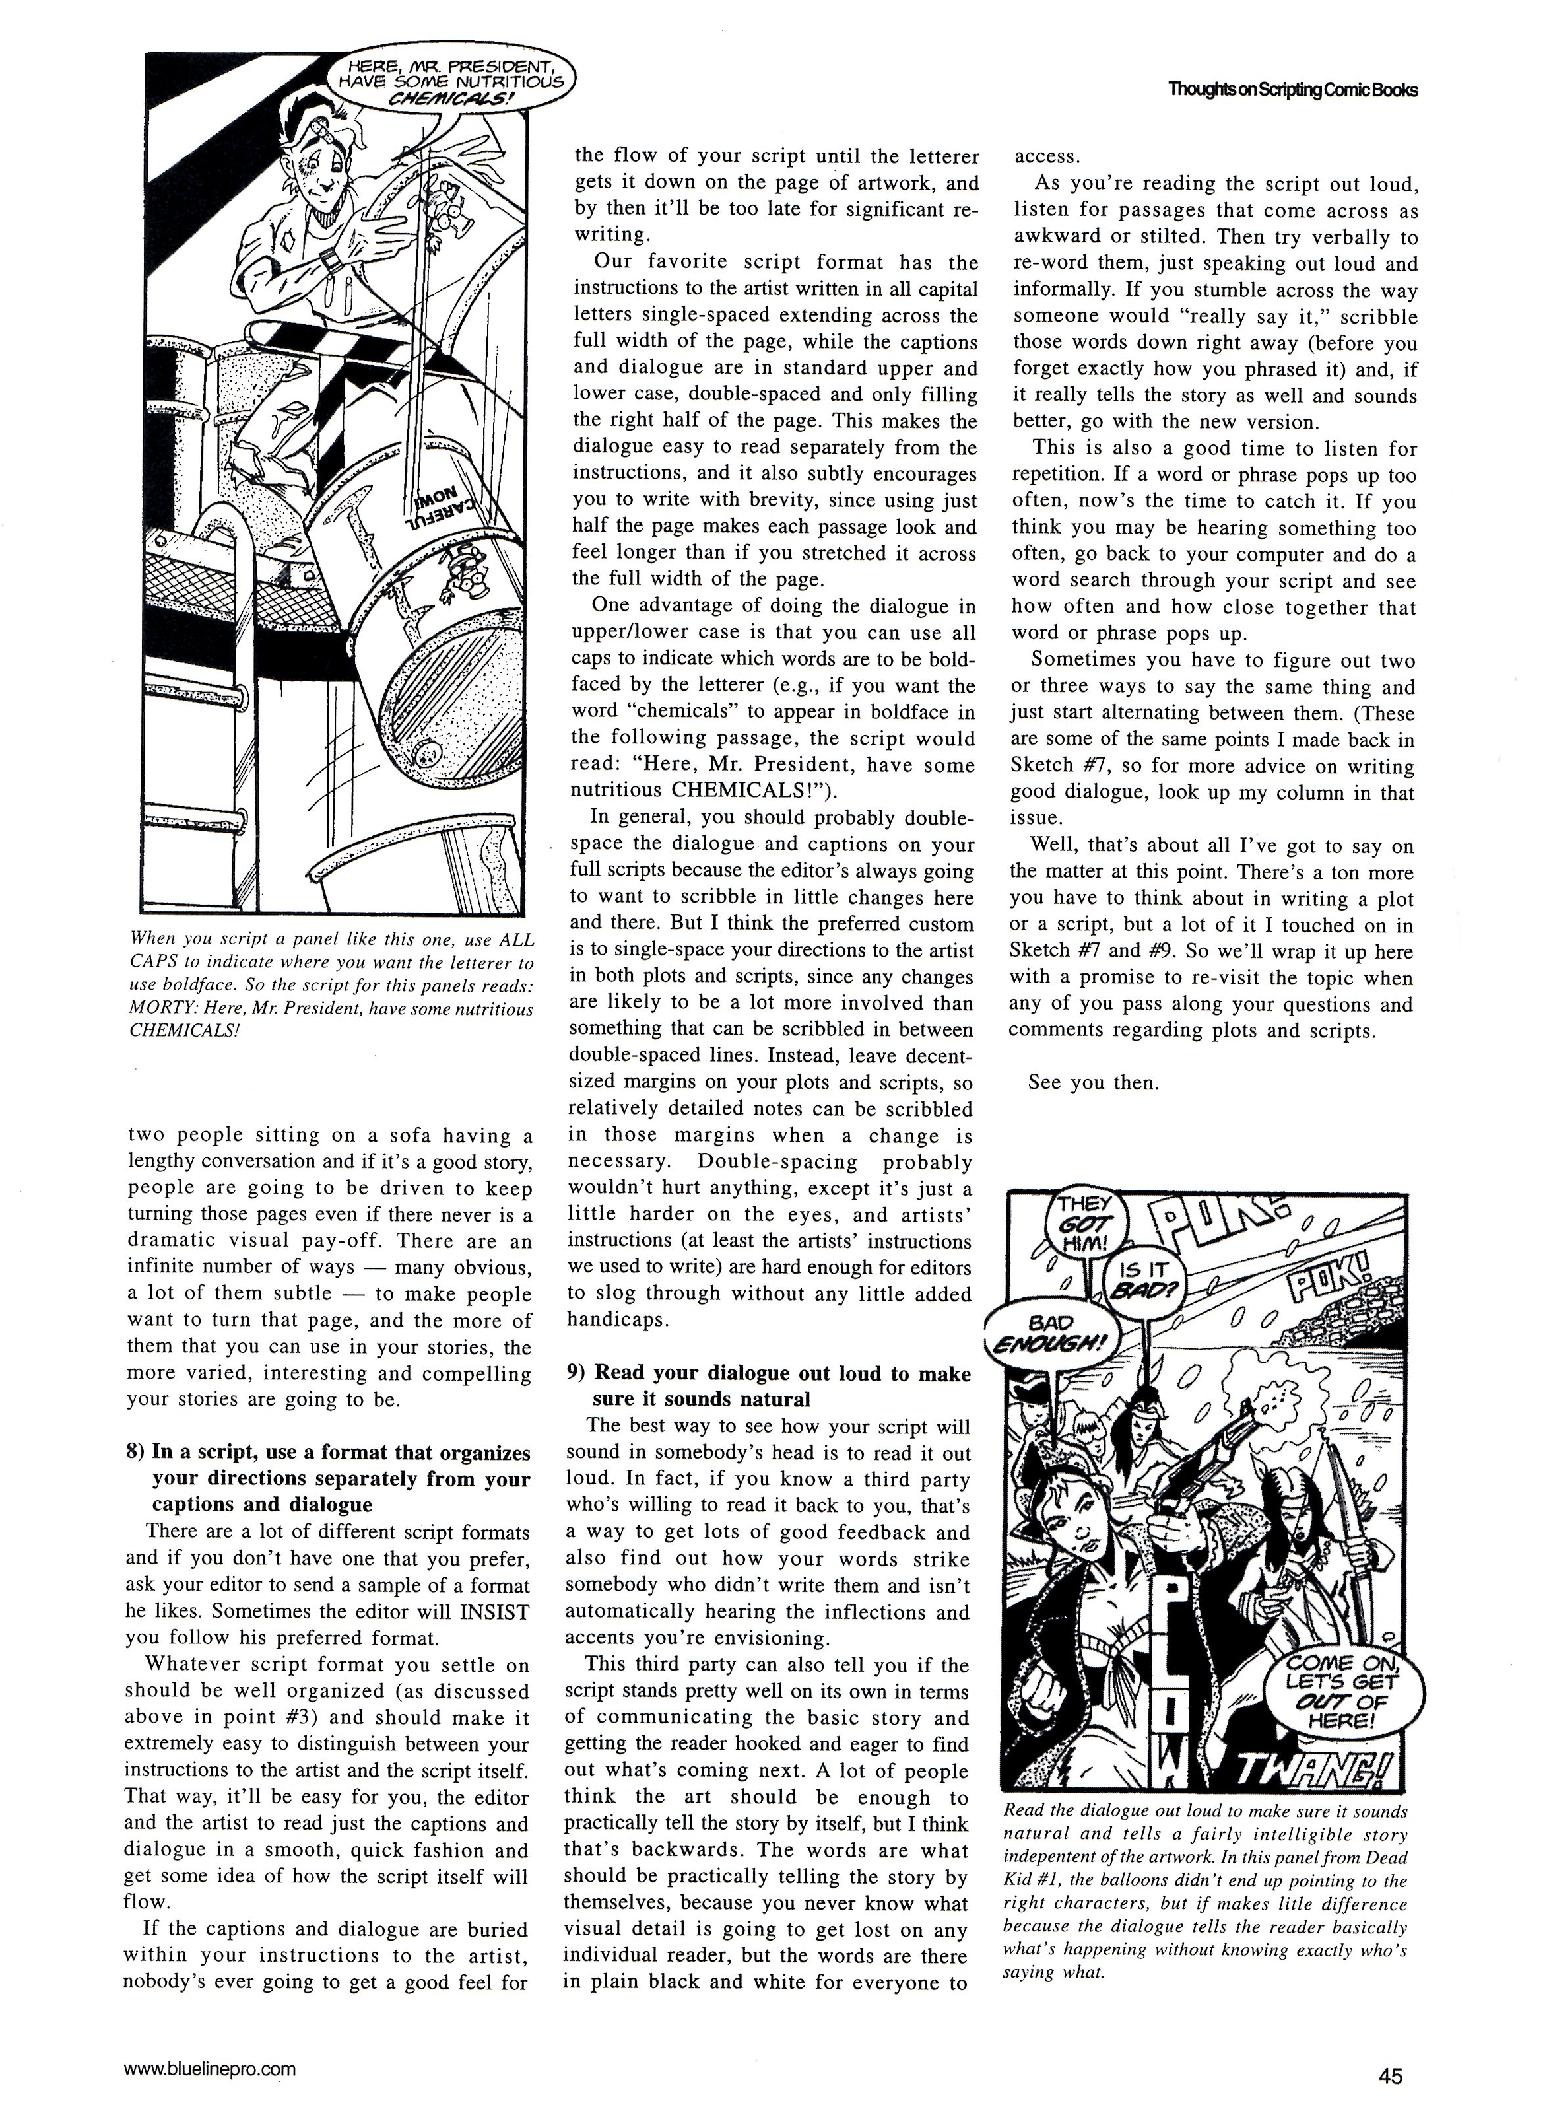 Thoughts on Scripting Comic Books
HERE, MR. PRESIDENT,
HAVE SOME NUTRITIOUS
CHEMICALS!
CAREFUL
NOW!
When you script a panel like this one, use ALL
CAPS to indicate where you want the letterer to
use boldface. So the script for this panels reads:
MORTY: Here, Mr. President, have some nutritious
CHEMICALS!
two people sitting on a sofa having a
lengthy conversation and if it's a good story,
people are going to be driven to keep
turning those pages even if there never is a
dramatic visual pay-off. There are an
infinite number of ways — many obvious,
a lot of them subtle — to make people
want to turn that page, and the more of
them that you can use in your stories, the
more varied, interesting and compelling
your stories are going to be.
8) In a script, use a format that organizes
your directions separately from your
captions and dialogue
There are a lot of different script formats
and if you don't have one that you prefer,
ask your editor to send a sample of a format
he likes. Sometimes the editor will INSIST
you follow his preferred format.
Whatever script format you settle on
should be well organized (as discussed
above in point #3) and should make it
extremely easy to distinguish between your
instructions to the artist and the script itself.
That way, it'll be easy for you, the editor
and the artist to read just the captions and
dialogue in a smooth, quick fashion and
get some idea of how the script itself will
flow.
If the captions and dialogue are buried
within your instructions to the artist,
nobody's ever going to get a good feel for
the flow of your script until the letterer
gets it down on the page of artwork, and
by then it'll be too late for significant re-
writing.
Our favorite script format has the
instructions to the artist written in all capital
letters single-spaced extending across the
full width of the page, while the captions
and dialogue are in standard upper and
lower case, double-spaced and only filling
the right half of the page. This makes the
dialogue easy to read separately from the
instructions, and it also subtly encourages
you to write with brevity, since using just
half the page makes each passage look and
feel longer than if you stretched it across
the full width of the page.
One advantage of doing the dialogue in
upper/lower case is that you can use all
caps to indicate which words are to be bold-
faced by the letterer (e.g., if you want the
word "chemicals" to appear in boldface in
the following passage, the script would
read: "Here, Mr. President, have some
nutritious CHEMICALS!").
In general, you should probably double-
space the dialogue and captions on your
full scripts because the editor's always going
to want to scribble in little changes here
and there. But I think the preferred custom
is to single-space your directions to the artist
in both plots and scripts, since any changes
are likely to be a lot more involved than
something that can be scribbled in between
double-spaced lines. Instead, leave decent-
sized margins on your plots and scripts, so
relatively detailed notes can be scribbled
in those margins when a change is
necessary. Double-spacing probably
wouldn't hurt anything, except it's just a
little harder on the eyes, and artists'
instructions (at least the artists' instructions
we used to write) are hard enough for editors
to slog through without any little added
handicaps.
9) Read your dialogue out loud to make
sure it sounds natural
The best way to see how your script will
sound in somebody's head is to read it out
loud. In fact, if you know a third party
who's willing to read it back to you, that's
a way to get lots of good feedback and
also find out how your words strike
somebody who didn't write them and isn't
automatically hearing the inflections and
accents you're envisioning.
This third party can also tell you if the
script stands pretty well on its own in terms
of communicating the basic story and
getting the reader hooked and eager to find
out what's coming next. A lot of people
think the art should be enough to
practically tell the story by itself, but I think
that's backwards. The words are what
should be practically telling the story by
themselves, because you never know what
visual detail is going to get lost on any
individual reader, but the words are there
in plain black and white for everyone to
access.
As you're reading the script out loud,
listen for passages that come across as
awkward or stilted. Then try verbally to
re-word them, just speaking out loud and
informally. If you stumble across the way
someone would "really say it," scribble
those words down right away (before you
forget exactly how you phrased it) and, if
it really tells the story as well and sounds
better, go with the new version.
This is also a good time to listen for
repetition. If a word or phrase pops up too
often, now's the time to catch it. If you
think you may be hearing something too
often, go back to your computer and do a
word search through your script and see
how often and how close together that
word or phrase pops up.
Sometimes you have to figure out two
or three ways to say the same thing and
just start alternating between them. (These
are some of the same points I made back in
Sketch #7, so for more advice on writing
good dialogue, look up my column in that
issue.
Well, that's about all I've got to say on
the matter at this point. There's a ton more
you have to think about in writing a plot
or a script, but a lot of it I touched on in
Sketch #7 and #9. So we'll wrap it up here
with a promise to re-visit the topic when
any of you pass along your questions and
comments regarding plots and scripts.
See you then.
THEY
GOT
HIM!
IS IT
BAD?
BAD
ENOUGH!
POK!
POK!
PLOW
COME ON,
LET'S GET
OUT OF
HERE!
TWANG!
Read the dialogue out loud to make sure it sounds
natural and tells a fairly intelligible story
indepentent of the artwork. In this panel from Dead
Kid #1, the balloons didn't end up pointing to the
right characters, but if makes litle difference
because the dialogue tells the reader basically
what's happening without knowing exactly who's
saying what.
www.bluelinepro.com
45